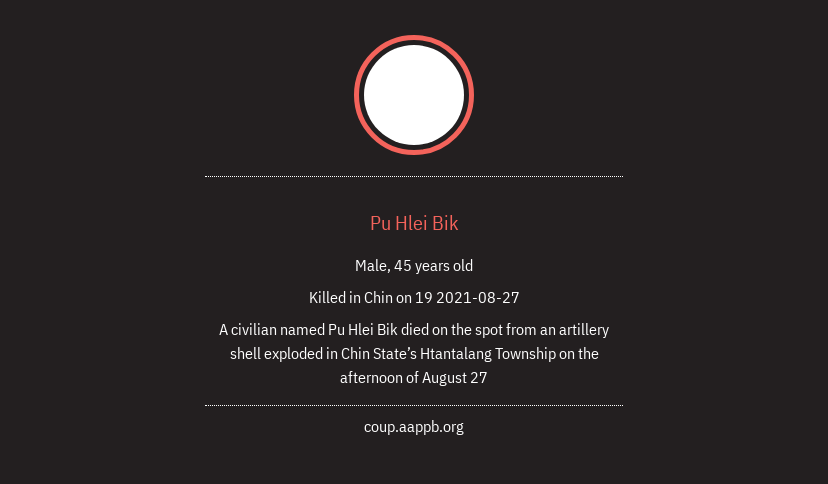 Pu Hlei Bik
Male, 45 years old
Killed in Chin on 19 2021-08-27
A civilian named Pu Hlei Bik died on the spot from an artillery
shell exploded in Chin State’s Htantalang Township on the
afternoon of August 27
coup.aappb.org